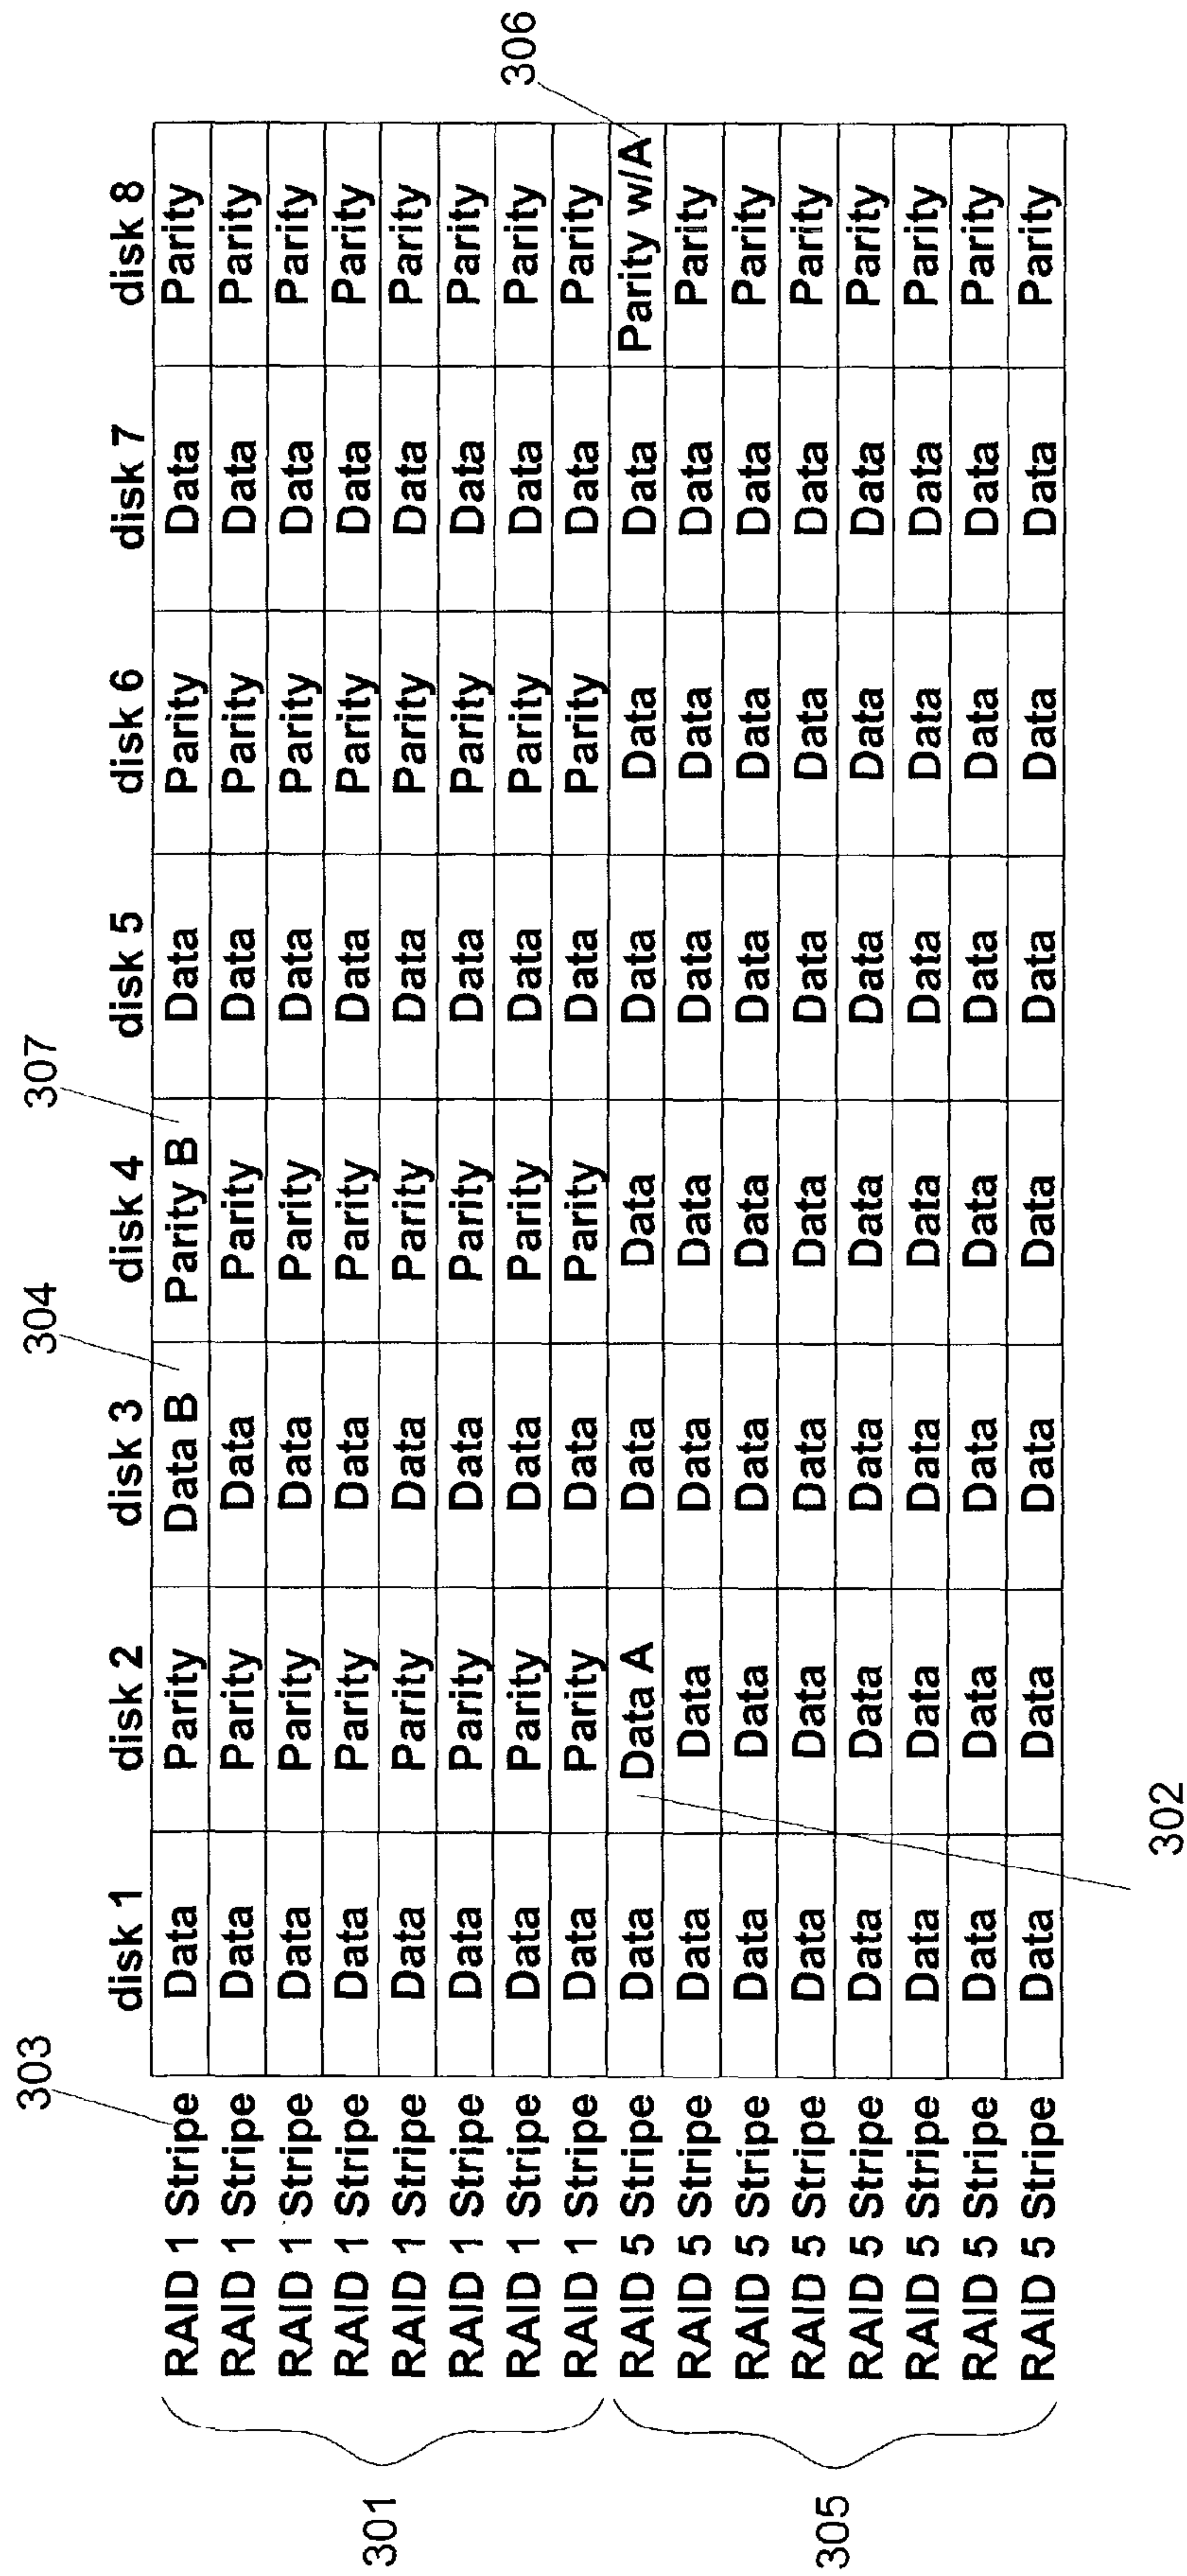 307
304
303
disk 1 disk 2 disk 3 disk 4 disk 5 disk 6 disk 7 disk 8
306
RAID 1 Stripe Data Parity Data B Parity B Data Parity Data Parity
RAID 1 Stripe Data Parity Data Parity Data Parity Data Parity
RAID 1 Stripe Data Parity Data Parity Data Parity Data Parity
RAID 1 Stripe Data Parity Data Parity Data Parity Data Parity
RAID 1 Stripe Data Parity Data Parity Data Parity Data Parity
RAID 1 Stripe Data Parity Data Parity Data Parity Data Parity
RAID 1 Stripe Data Parity Data Parity Data Parity Data Parity
RAID 1 Stripe Data Parity Data Parity Data Parity Data Parity
301
RAID 5 Stripe Data Data A Data Data Data Data Data Parity w/A
RAID 5 Stripe Data Data Data Data Data Data Data Parity
RAID 5 Stripe Data Data Data Data Data Data Data Parity
RAID 5 Stripe Data Data Data Data Data Data Data Parity
RAID 5 Stripe Data Data Data Data Data Data Data Parity
RAID 5 Stripe Data Data Data Data Data Data Data Parity
RAID 5 Stripe Data Data Data Data Data Data Data Parity
RAID 5 Stripe Data Data Data Data Data Data Data Parity
305
302